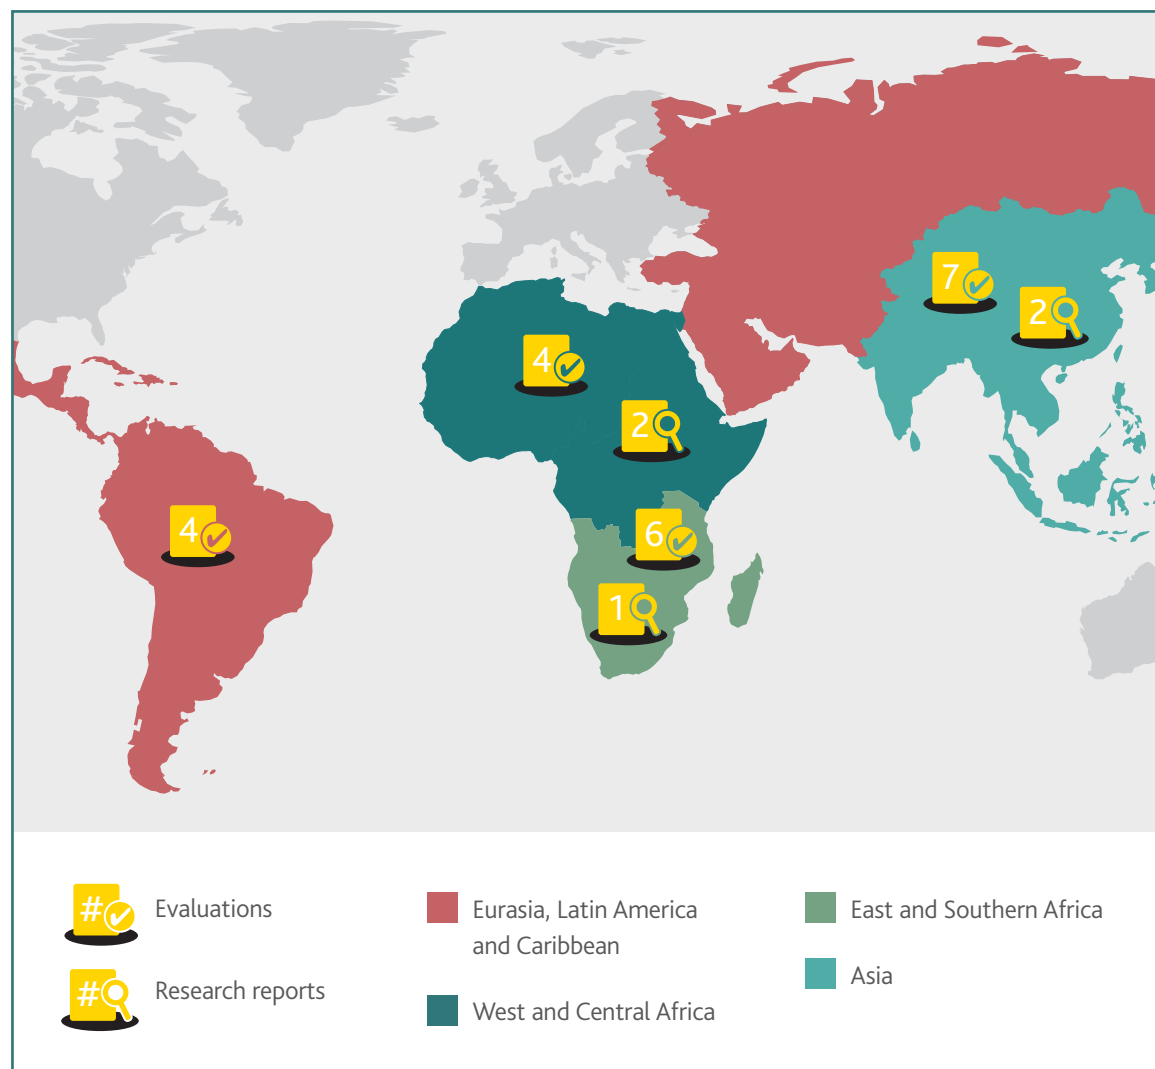 7
2
4
2
4
6
1
# Evaluations
# Research reports
Eurasia, Latin America
and Caribbean
West and Central Africa
East and Southern Africa
Asia